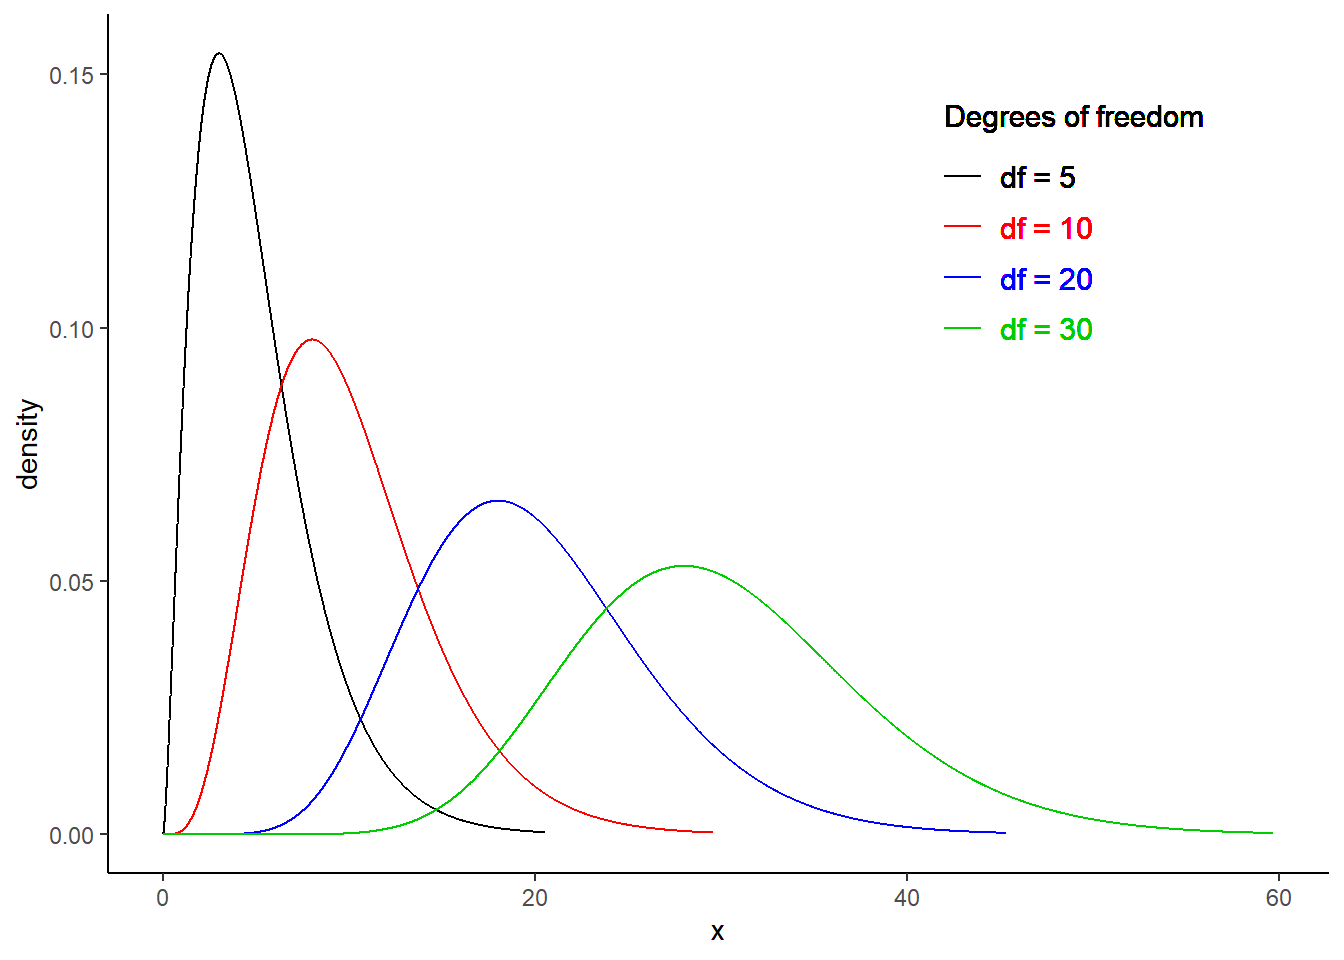 0.15
0.10
0.05
0.00
density
0
20
40
60
x
Degrees of freedom
df = 5
df = 10
df = 20
df = 30